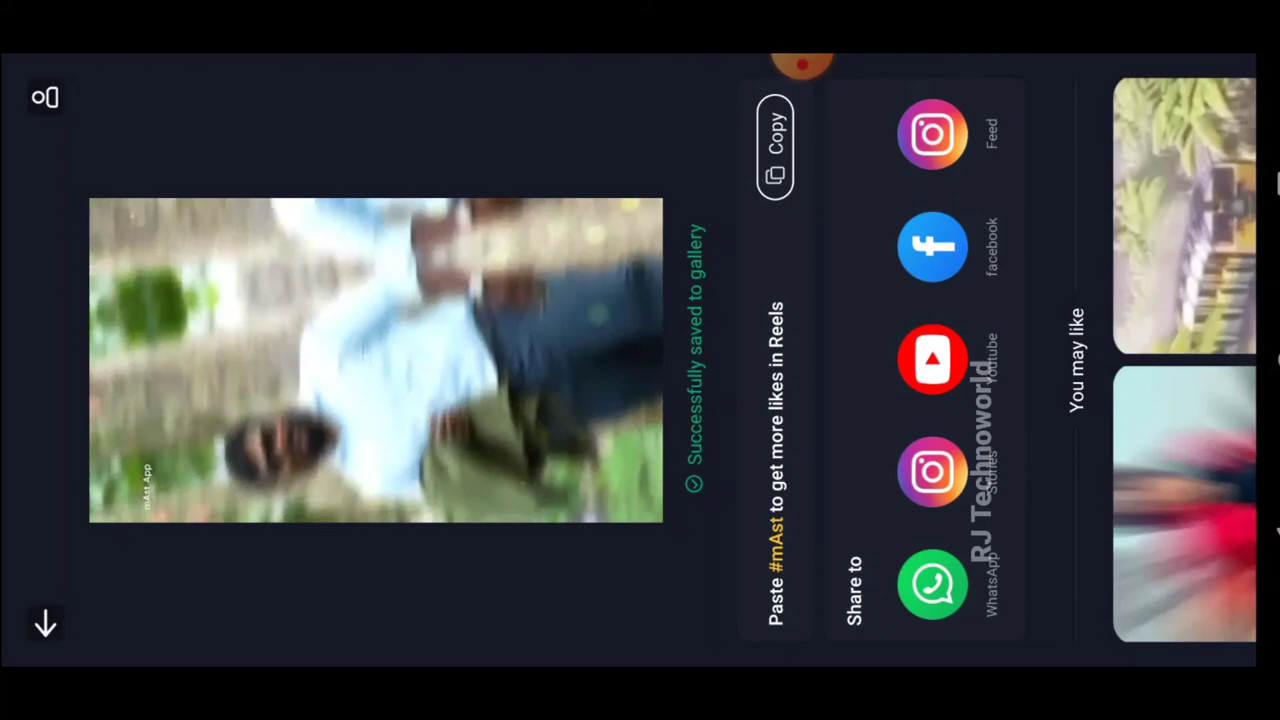 mAst App
Successfully saved to gallery
Paste #mAst to get more likes in Reels
Copy
Share to
WhatsApp
Stories
Youtube
facebook
Feed
RJ Technoworld
You may like